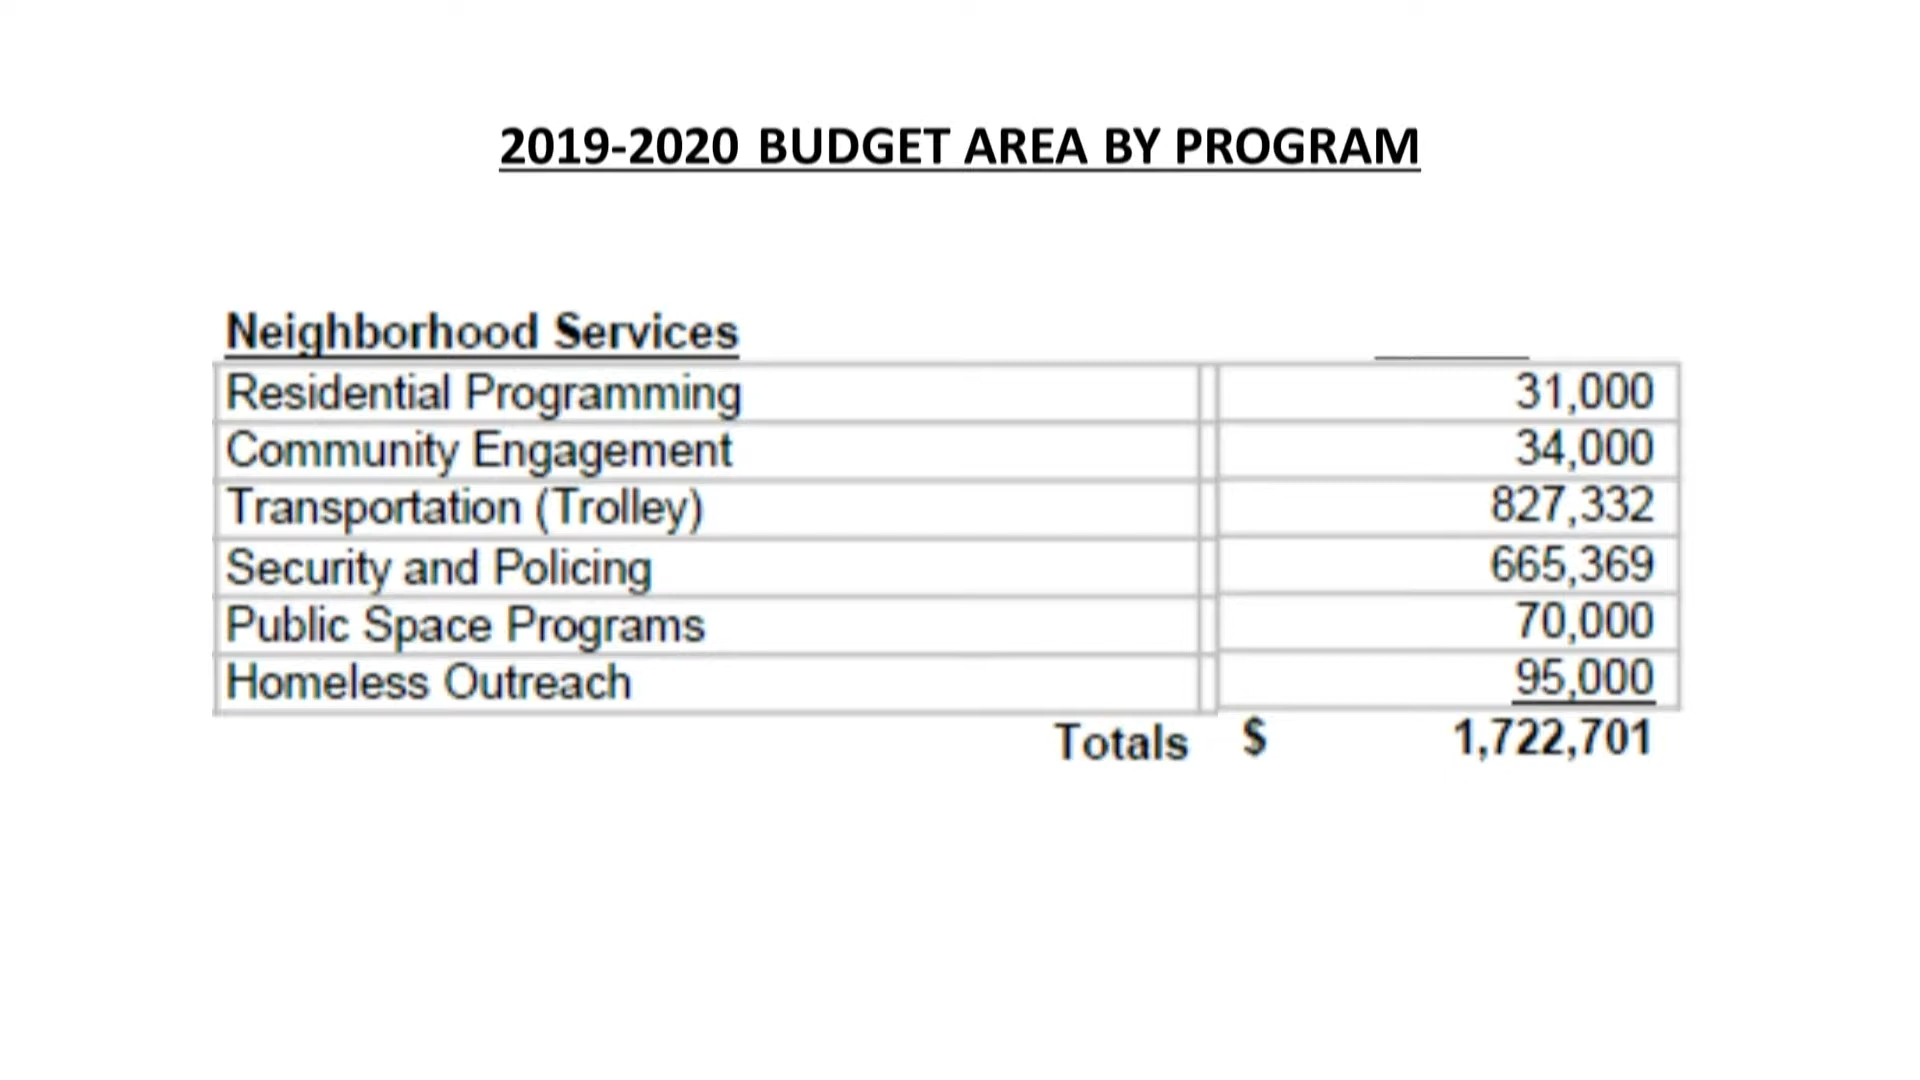 2019-2020 BUDGET AREA BY PROGRAM
Neighborhood Services
Residential Programming 31,000
Community Engagement 34,000
Transportation (Trolley) 827,332
Security and Policing 665,369
Public Space Programs 70,000
Homeless Outreach 95,000
Totals $ 1,722,701